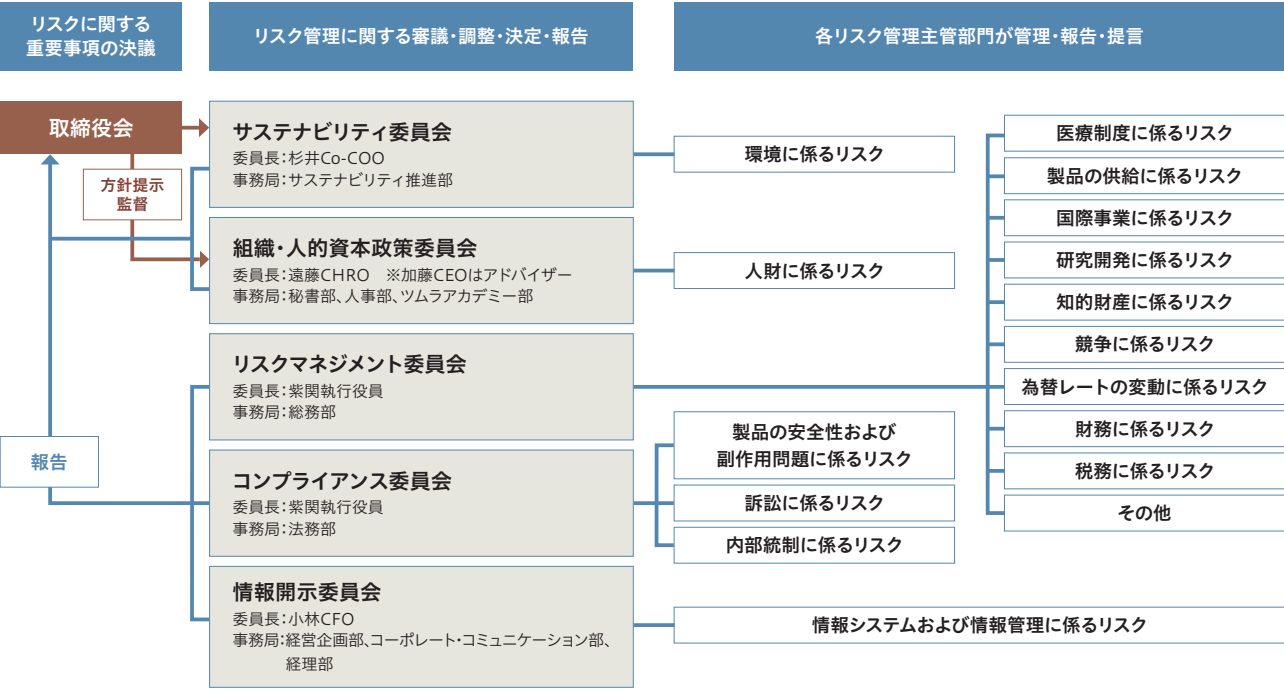 リスクに関する
重要事項の決議
リスク管理に関する審議・調整・決定・報告
各リスク管理主管部門が管理・報告・提言
取締役会
方針提示
監督
報告
サステナビリティ委員会
委員長：杉井Co-COO
事務局：サステナビリティ推進部
環境に係るリスク
組織・人的資本政策委員会
委員長：遠藤CHRO　※加藤CEOはアドバイザー
事務局：秘書部、人事部、ツムラアカデミー部
人財に係るリスク
リスクマネジメント委員会
委員長：紫関執行役員
事務局：総務部
医療制度に係るリスク
製品の供給に係るリスク
国際事業に係るリスク
研究開発に係るリスク
知的財産に係るリスク
競争に係るリスク
為替レートの変動に係るリスク
財務に係るリスク
税務に係るリスク
その他
コンプライアンス委員会
委員長：紫関執行役員
事務局：法務部
製品の安全性および
副作用問題に係るリスク
訴訟に係るリスク
内部統制に係るリスク
情報開示委員会
委員長：小林CFO
事務局：経営企画部、コーポレート・コミュニケーション部、
経理部
情報システムおよび情報管理に係るリスク